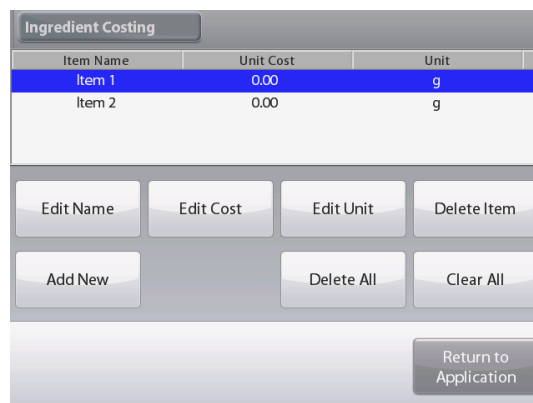 Ingredient Costing
Item Name Unit Cost Unit
Item 1 0.00 g
Item 2 0.00 g
Edit Name Edit Cost Edit Unit Delete Item
Add New Delete All Clear All
Return to
Application